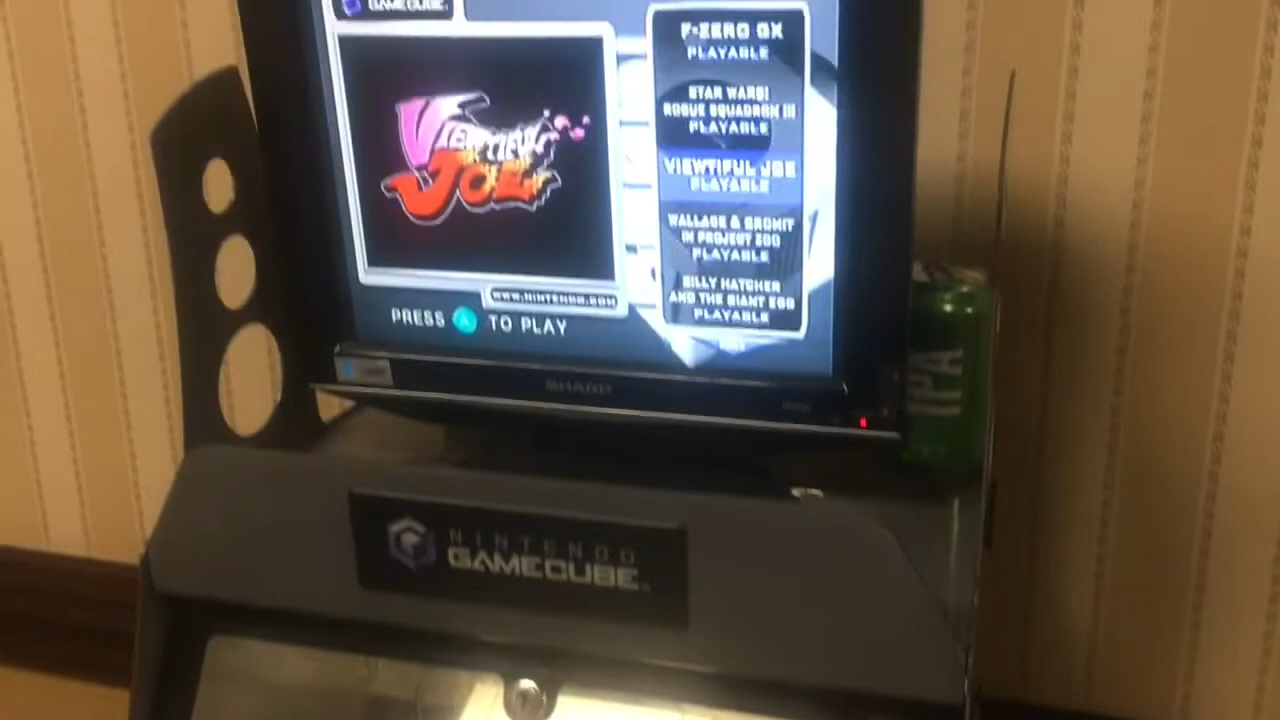 GAMECUBE
F-ZERO GX
PLAYABLE
STAR WARS:
ROGUE SQUADRON III
PLAYABLE
VIEWTIFUL JOE
PLAYABLE
WALLACE & GROMIT
IN PROJECT ZOO
PLAYABLE
BILLY HATCHER
AND THE GIANT EGG
PLAYABLE
VIEWTIFUL
JOE
WWW.NINTENDO.COM
PRESS A TO PLAY
SHARP
IPA
NINTENDO
GAMECUBE